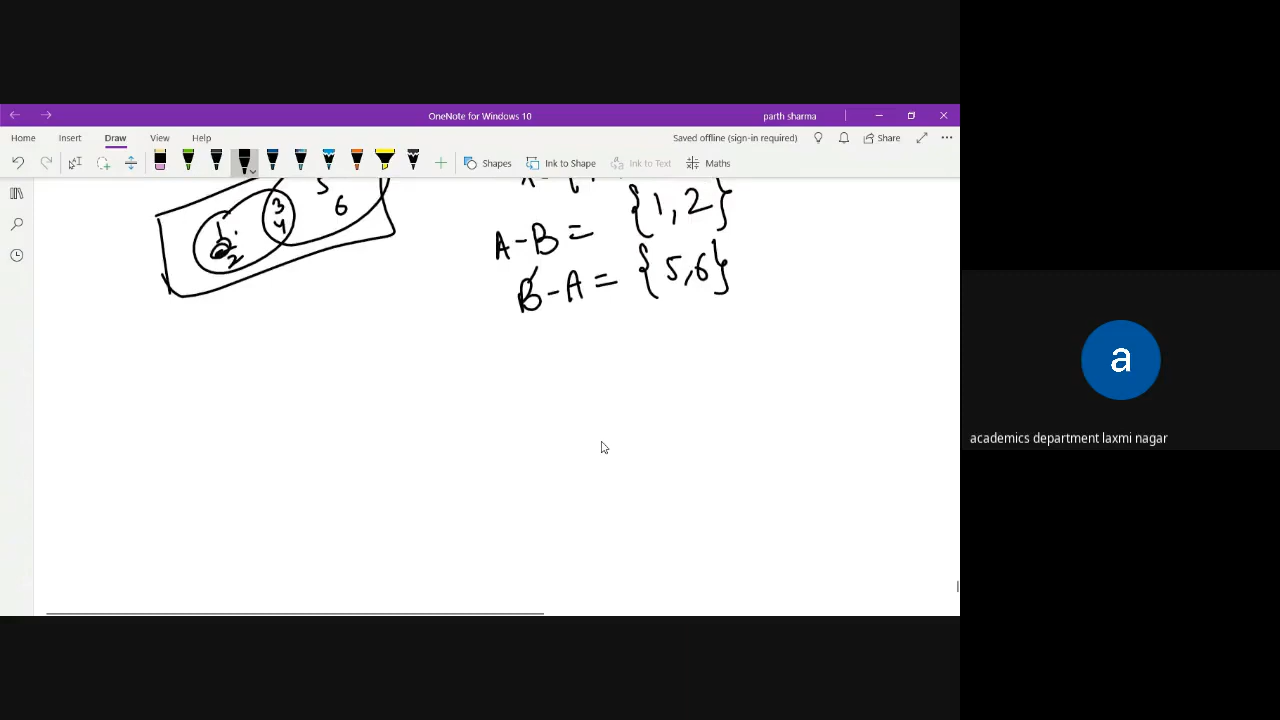 OneNote for Windows 10
parth sharma
Home Insert Draw View Help
Saved offline (sign-in required)
Share
Shapes
Ink to Shape
Ink to Text
Maths
5
6
3
4
1
2
{1, 2}
A-B =
B-A = {5,6}
a
academics department laxmi nagar